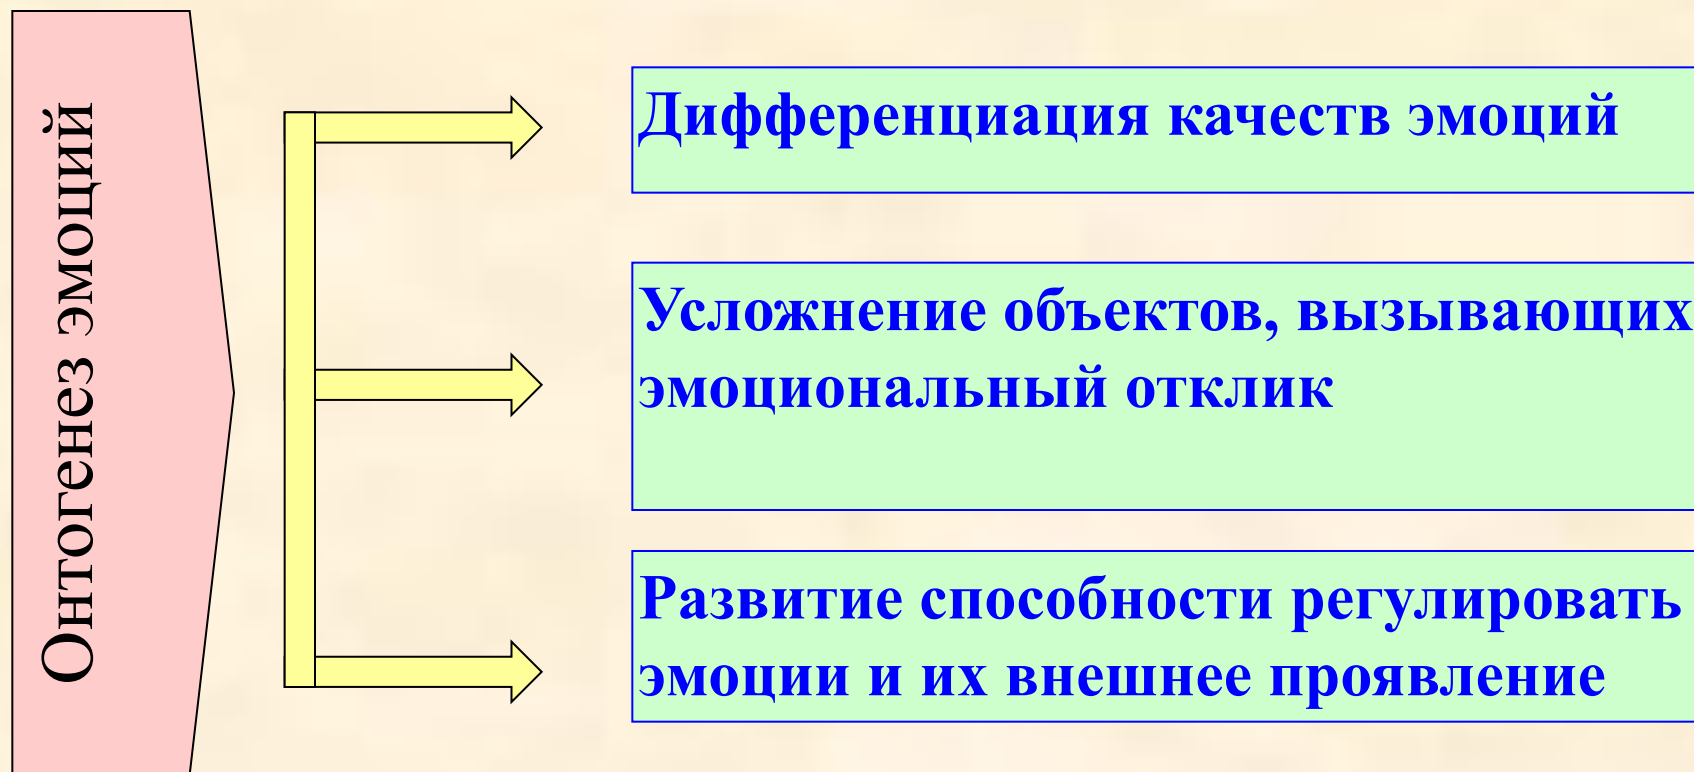 Онтогенез эмоций
Дифференциация качеств эмоций
Усложнение объектов, вызывающих
эмоциональный отклик
Развитие способности регулировать
эмоции и их внешнее проявление